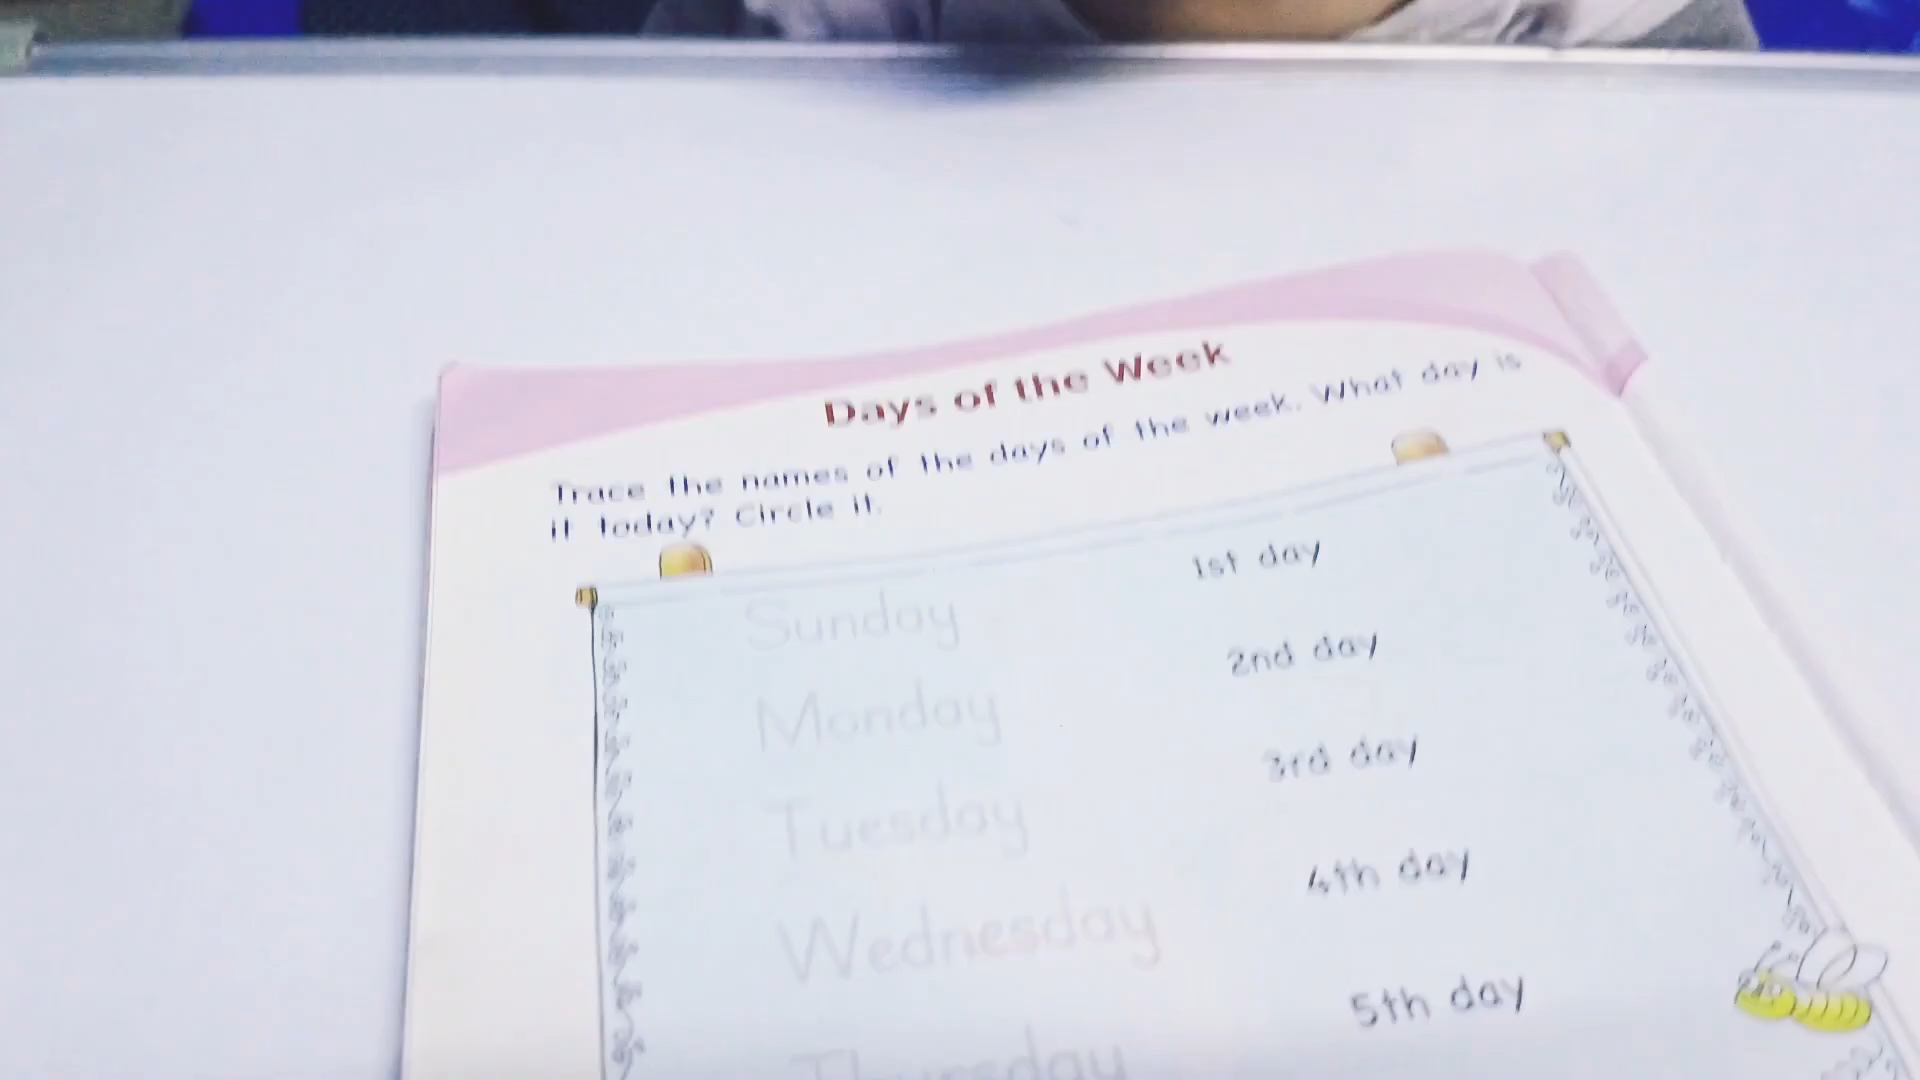 Days of the Week
Trace the names of the days of the week. What day is
it today? Circle it.
Sunday 1st day
Monday 2nd day
Tuesday 3rd day
Wednesday 4th day
Thursday 5th day